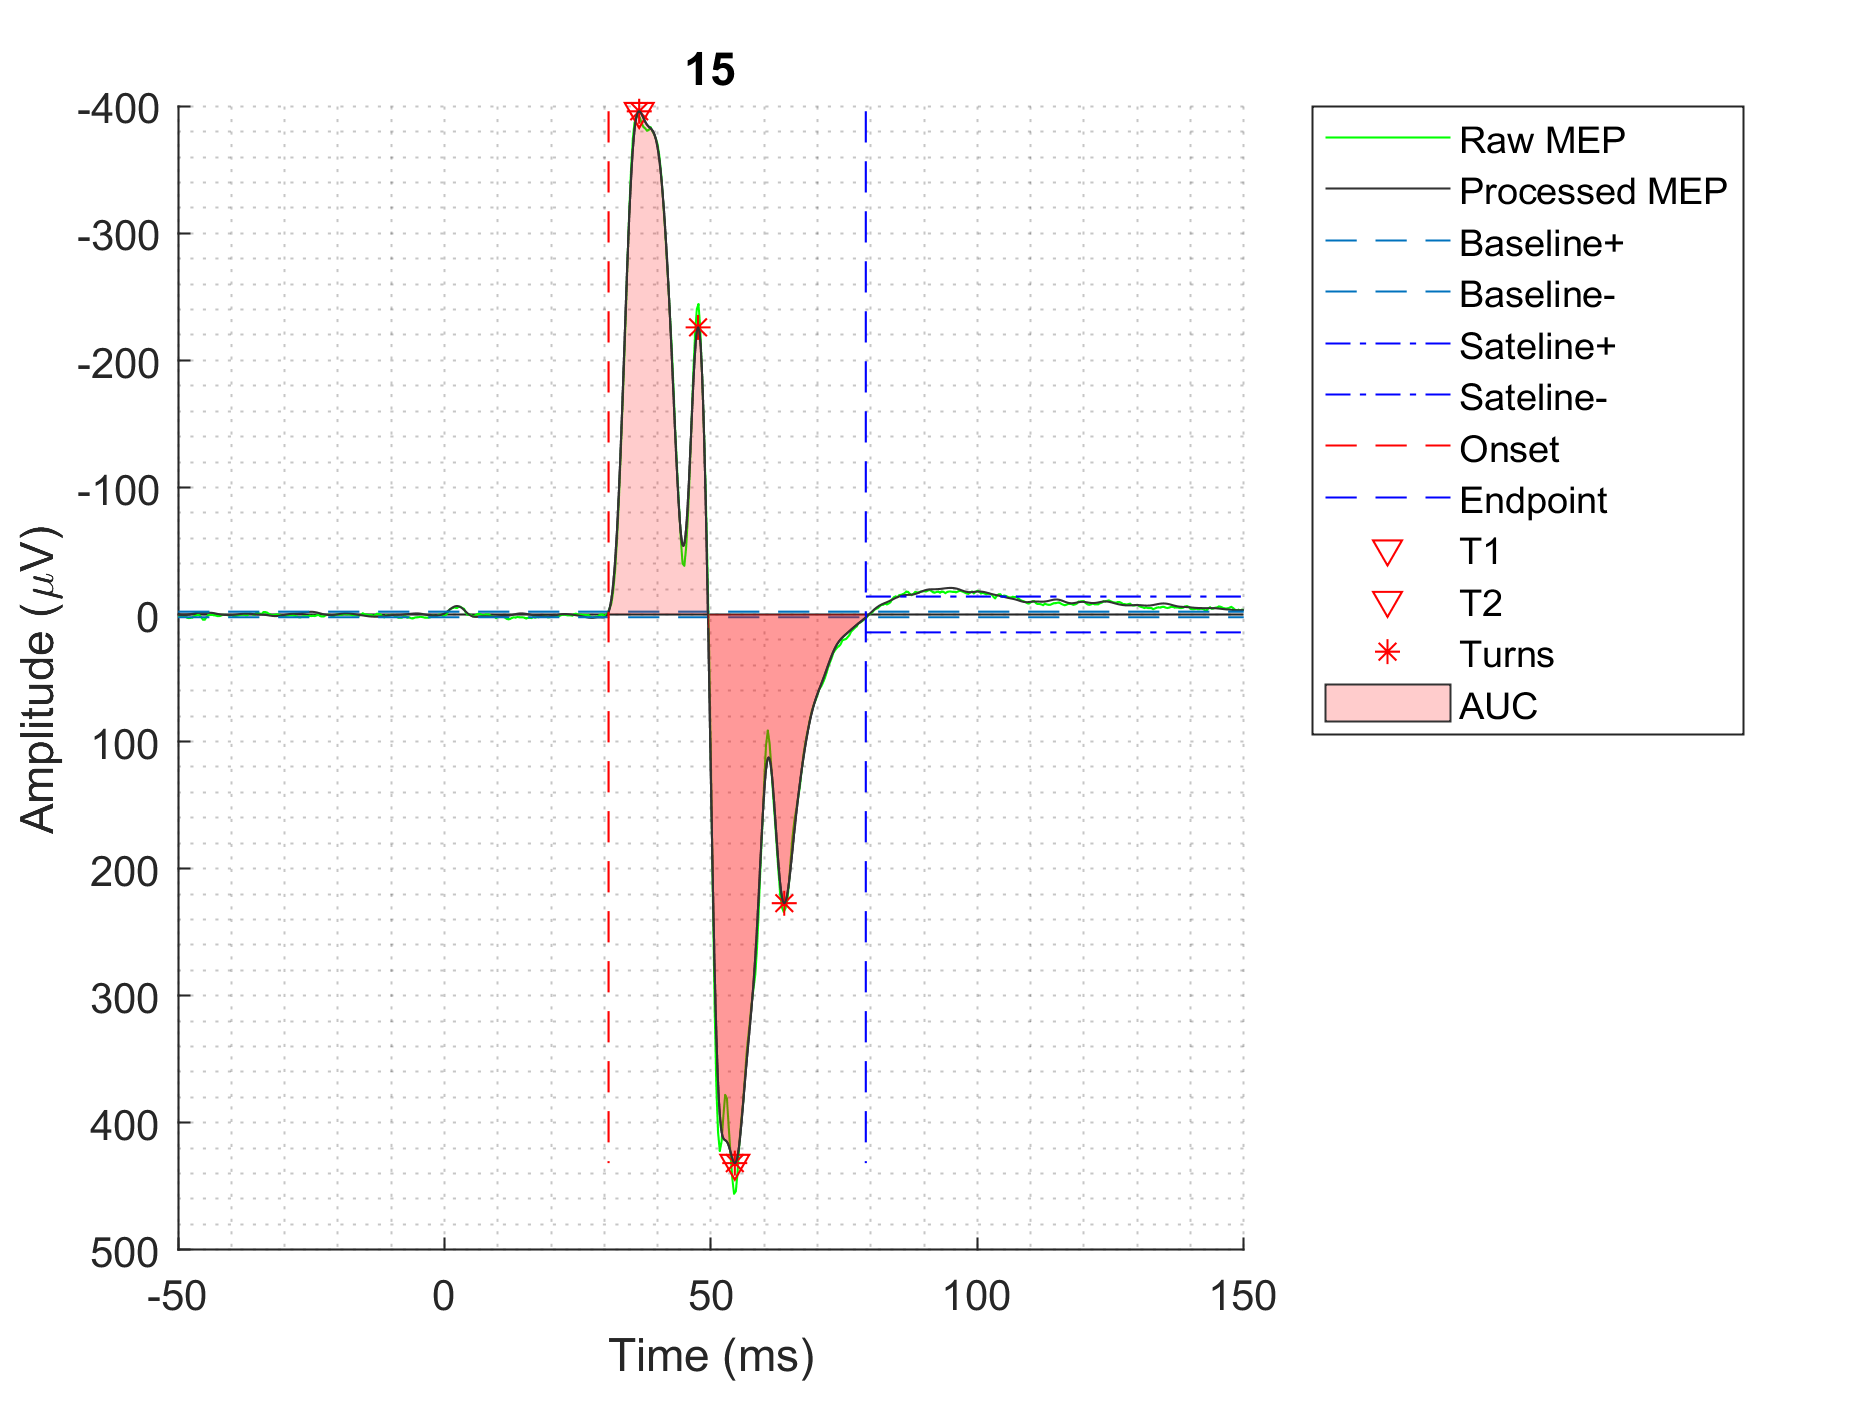 15
-400
-300
-200
-100
0
100
200
300
400
500
-50
0
50
100
150
Amplitude (μV)
Time (ms)
Raw MEP
Processed MEP
Baseline+
Baseline-
Sateline+
Sateline-
Onset
Endpoint
T1
T2
Turns
AUC